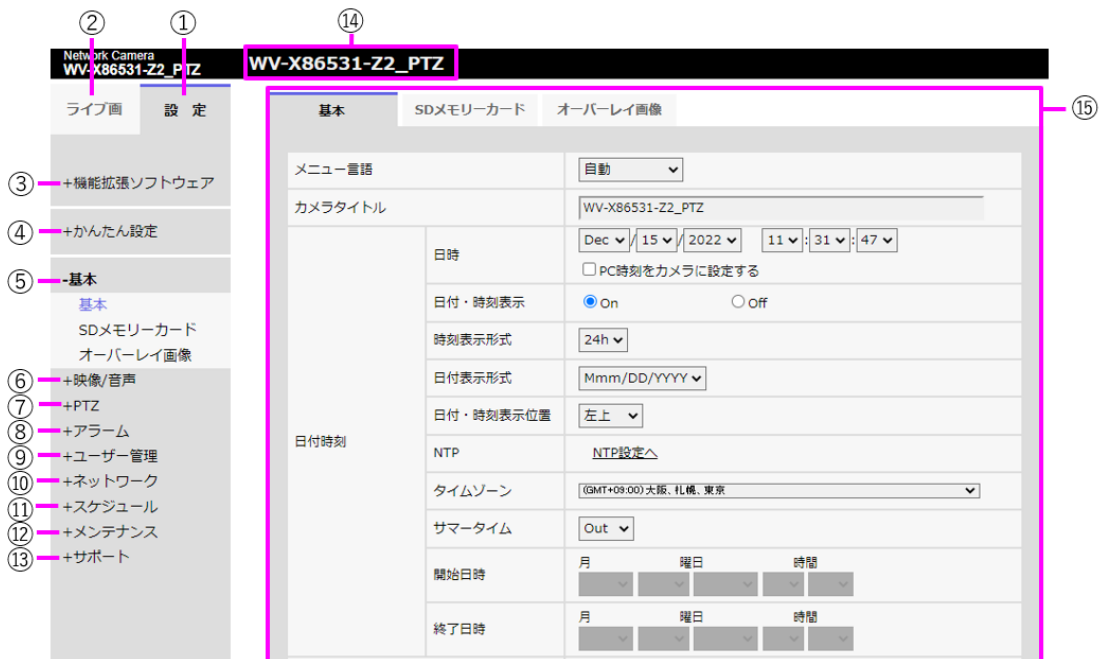 ② ① ⑭
Network Camera
WV-X86531-Z2_PTZ
WV-X86531-Z2_PTZ
ライブ画 設 定
基本 SDメモリーカード オーバーレイ画像 ⑮
③ +機能拡張ソフトウェア
④ +かんたん設定
⑤ -基本
基本
SDメモリーカード
オーバーレイ画像
⑥ +映像/音声
⑦ +PTZ
⑧ +アラーム
⑨ +ユーザー管理
⑩ +ネットワーク
⑪ +スケジュール
⑫ +メンテナンス
⑬ +サポート
メニュー言語 自動
カメラタイトル WV-X86531-Z2_PTZ
日付時刻
日時 Dec / 15 / 2022 11 : 31 : 47
PC時刻をカメラに設定する
日付・時刻表示 On Off
時刻表示形式 24h
日付表示形式 Mmm/DD/YYYY
日付・時刻表示位置 左上
NTP NTP設定へ
タイムゾーン (GMT+09:00) 大阪、札幌、東京
サマータイム Out
開始日時 月 曜日 時間
終了日時 月 曜日 時間